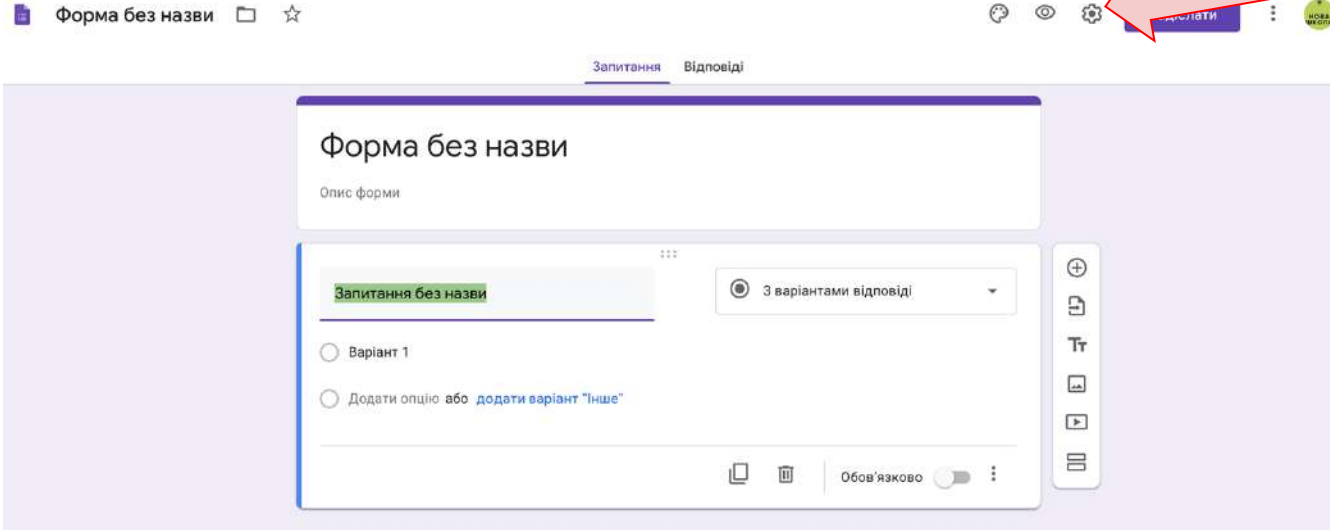 Форма без назви
Запитання Відповіді
Форма без назви
Опис форми
Запитання без назви
З варіантами відповіді
Варіант 1
Додати опцію або додати варіант "Інше"
Обов'язково